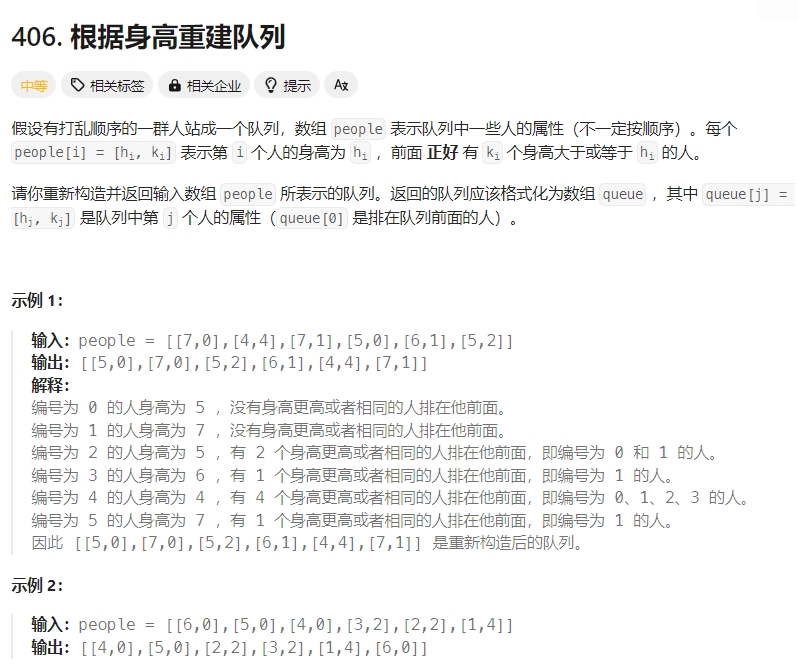 406. 根据身高重建队列
中等 相关标签 相关企业 提示 Aז
假设有打乱顺序的一群人站成一个队列，数组 people 表示队列中一些人的属性（不一定按顺序）。每个
people[i] = [hi, ki] 表示第 i 个人的身高为 hi ，前面 正好 有 ki 个身高大于或等于 hi 的人。
请你重新构造并返回输入数组 people 所表示的队列。返回的队列应该格式化为数组 queue ，其中 queue[j] =
[hj, kj] 是队列中第 j 个人的属性（queue[0] 是排在队列前面的人）。
示例 1：
输入：people = [[7,0],[4,4],[7,1],[5,0],[6,1],[5,2]]
输出：[[5,0],[7,0],[5,2],[6,1],[4,4],[7,1]]
解释：
编号为 0 的人身高为 5 ，没有身高更高或者相同的人排在他前面。
编号为 1 的人身高为 7 ，没有身高更高或者相同的人排在他前面。
编号为 2 的人身高为 5 ，有 2 个身高更高或者相同的人排在他前面，即编号为 0 和 1 的人。
编号为 3 的人身高为 6 ，有 1 个身高更高或者相同的人排在他前面，即编号为 1 的人。
编号为 4 的人身高为 4 ，有 4 个身高更高或者相同的人排在他前面，即编号为 0、1、2、3 的人。
编号为 5 的人身高为 7 ，有 1 个身高更高或者相同的人排在他前面，即编号为 1 的人。
因此 [[5,0],[7,0],[5,2],[6,1],[4,4],[7,1]] 是重新构造后的队列。
示例 2：
输入：people = [[6,0],[5,0],[4,0],[3,2],[2,2],[1,4]]
输出：[[4,0],[5,0],[2,2],[3,2],[1,4],[6,0]]